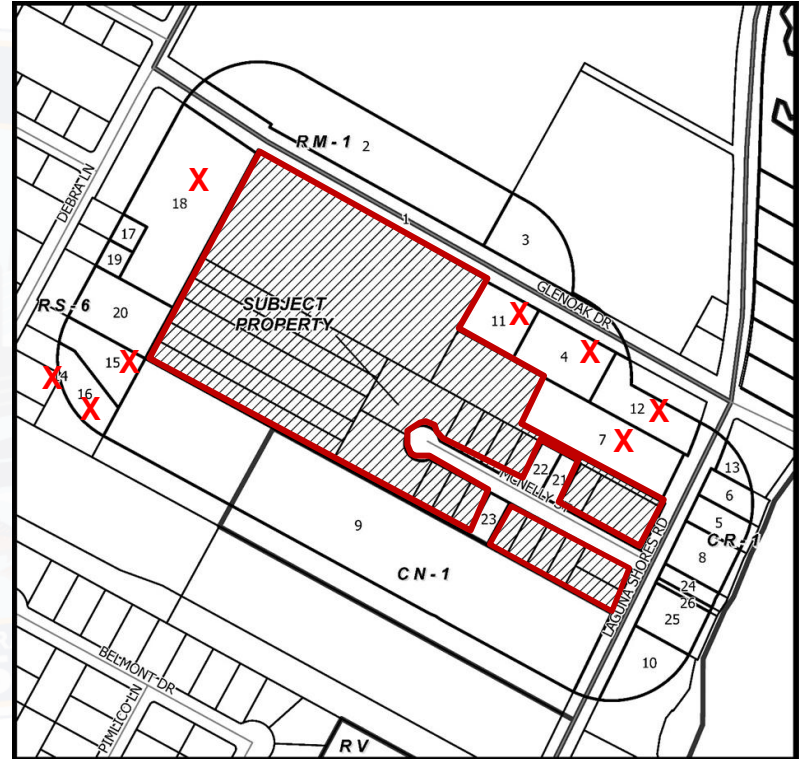 RM-1
2
DEBRA LN
X
18
1
3
17
19
GLENOAK DR
RS-6
20
SUBJECT
PROPERTY
11
X
4
X
15
X
X
4
16
X
12
X
7
X
22
21
MCNELLY ST
13
6
5
CR-1
8
23
9
24
26
25
CN-1
LAGUNA SHORES RD
10
BELMONT DR
PIMLICO LN
RV